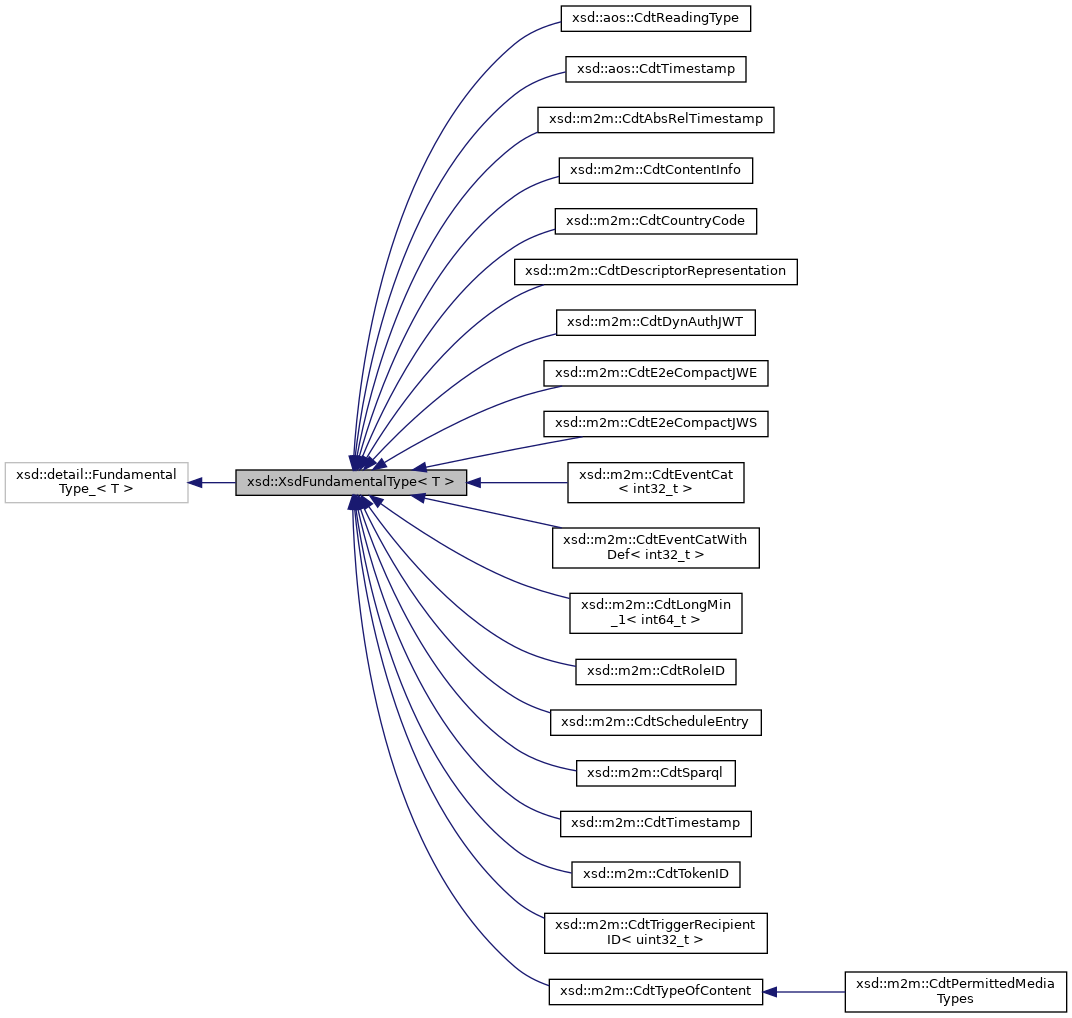 xsd::aos::CdtReadingType
xsd::aos::CdtTimestamp
xsd::m2m::CdtAbsRelTimestamp
xsd::m2m::CdtContentInfo
xsd::m2m::CdtCountryCode
xsd::m2m::CdtDescriptorRepresentation
xsd::m2m::CdtDynAuthJWT
xsd::m2m::CdtE2eCompactJWE
xsd::m2m::CdtE2eCompactJWS
xsd::detail::Fundamental
Type_< T >
xsd::XsdFundamentalType< T >
xsd::m2m::CdtEventCat
< int32_t >
xsd::m2m::CdtEventCatWith
Def< int32_t >
xsd::m2m::CdtLongMin
_1< int64_t >
xsd::m2m::CdtRoleID
xsd::m2m::CdtScheduleEntry
xsd::m2m::CdtSparql
xsd::m2m::CdtTimestamp
xsd::m2m::CdtTokenID
xsd::m2m::CdtTriggerRecipient
ID< uint32_t >
xsd::m2m::CdtTypeOfContent
xsd::m2m::CdtPermittedMedia
Types